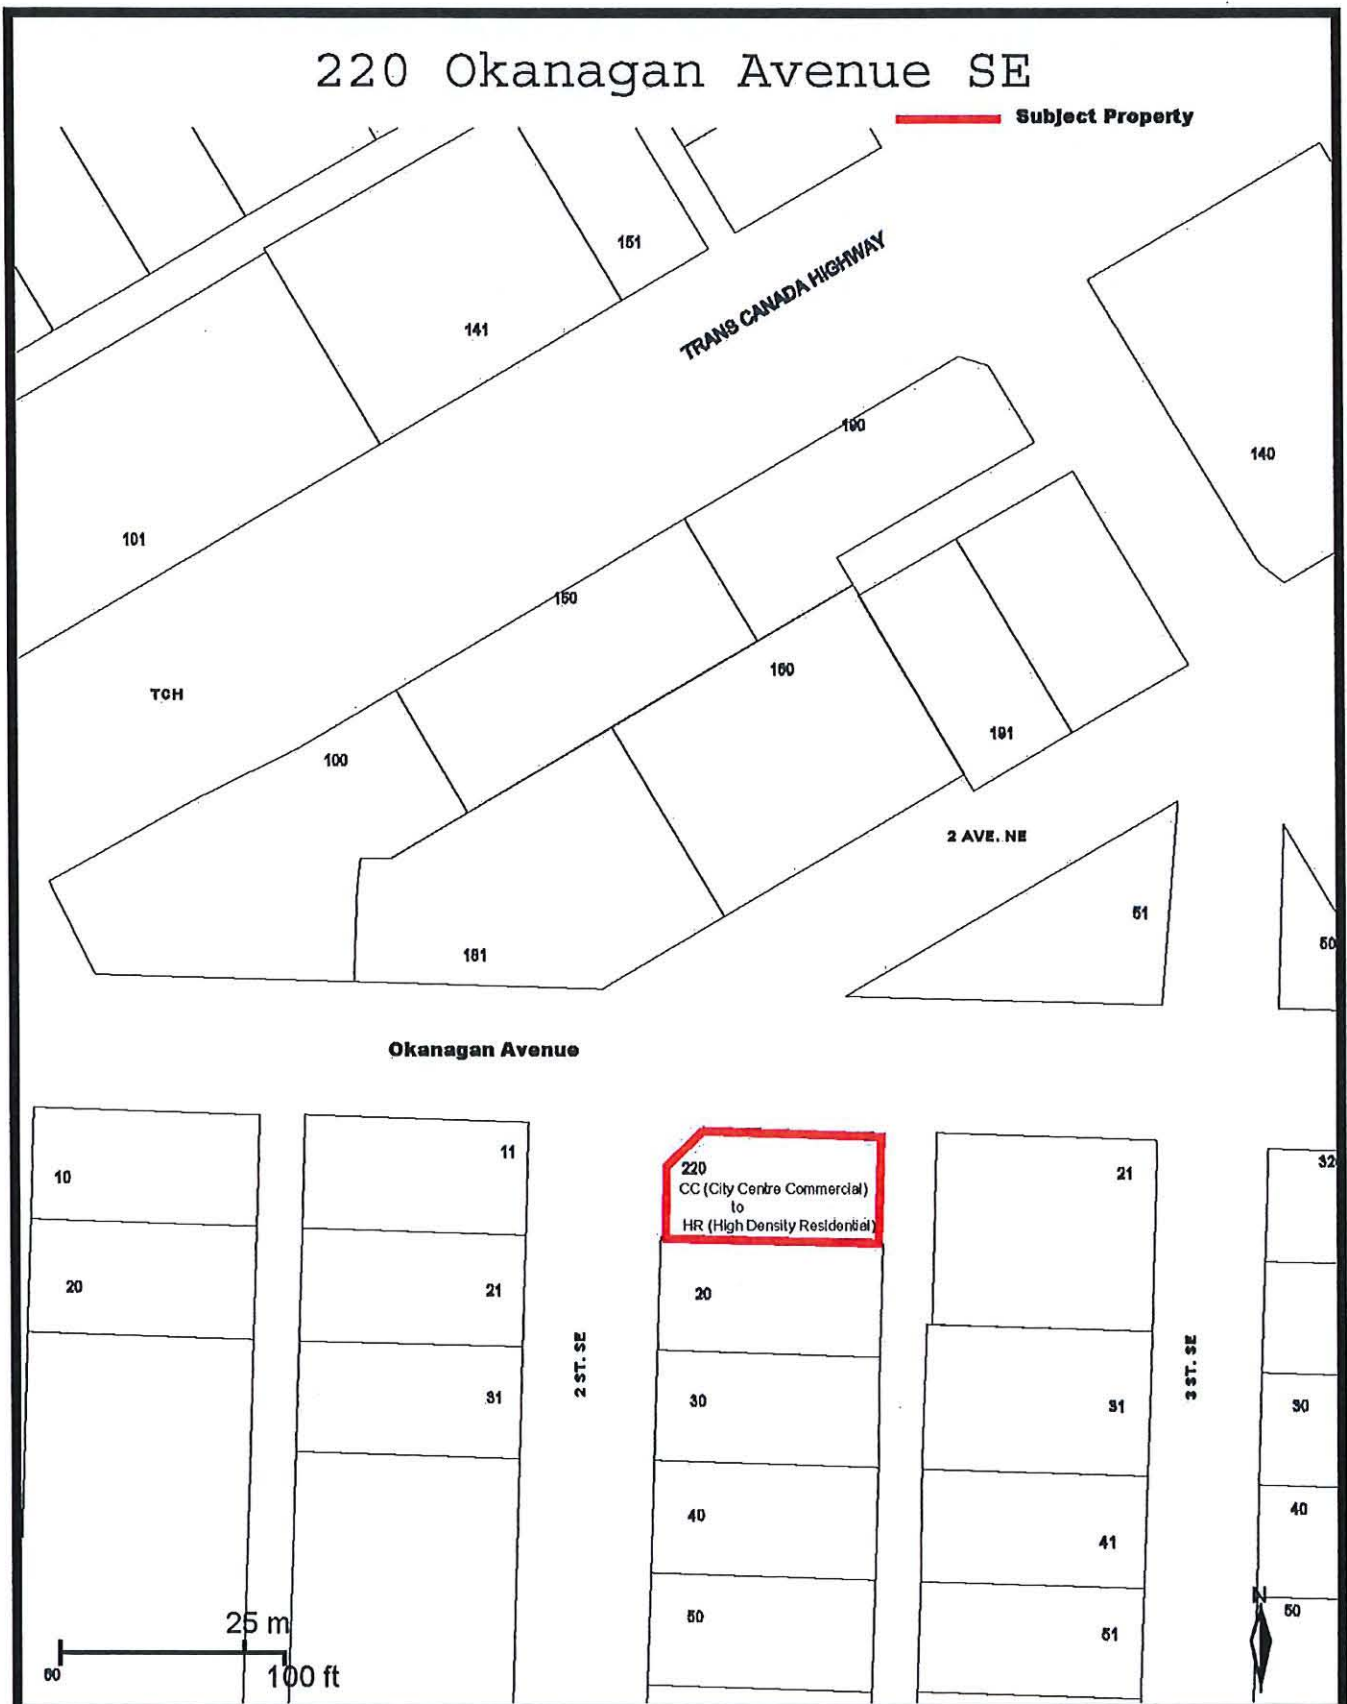 220 Okanagan Avenue SE
Subject Property
151
TRANS CANADA HIGHWAY
141
190
140
101
150
160
TCH
191
100
2 AVE. NE
51
50
181
Okanagan Avenue
11
220
21
32
10
CC (City Centre Commercial)
to
HR (High Density Residential)
20
21
20
2 ST. SE
3 ST. SE
31
30
31
30
40
40
41
N
50
50
51
25 m
60
100 ft